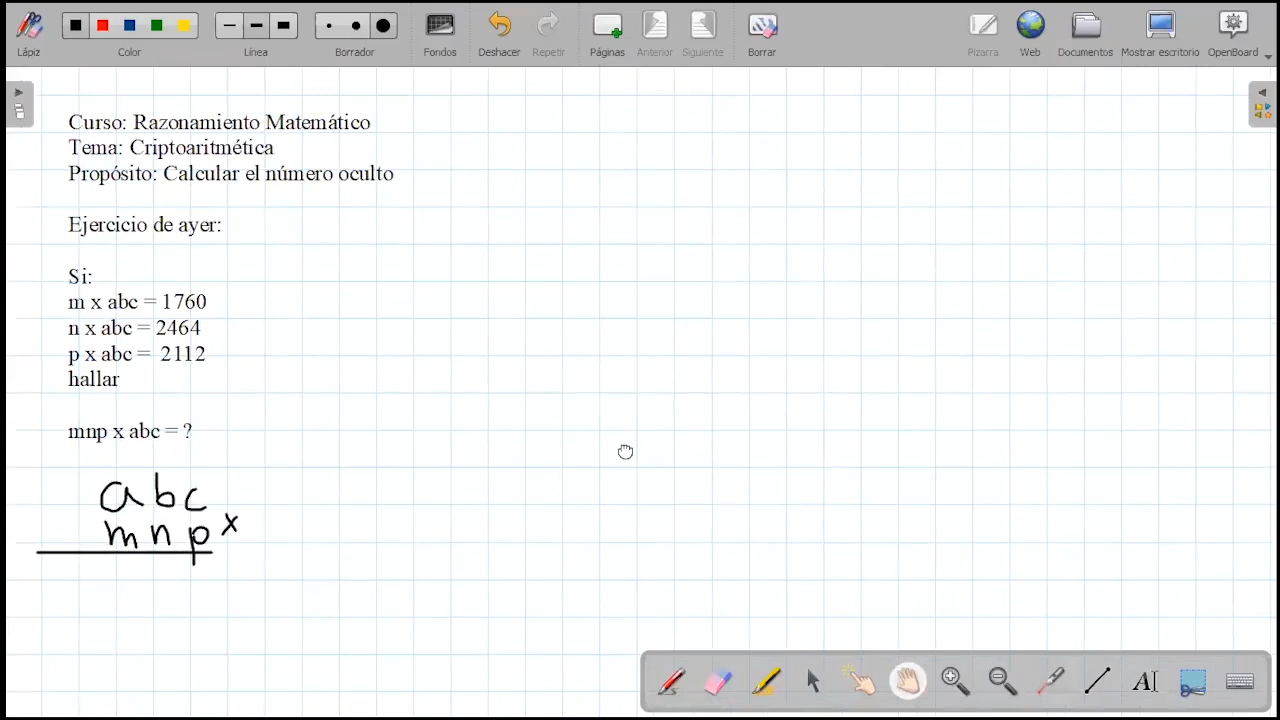 Lápiz Color Línea Borrador Fondos Deshacer Repetir Páginas Anterior Siguiente Borrar Pizarra Web Documentos Mostrar escritorio OpenBoard
Curso: Razonamiento Matemático
Tema: Criptoaritmética
Propósito: Calcular el número oculto
Ejercicio de ayer:
Si:
m x abc = 1760
n x abc = 2464
p x abc = 2112
hallar
mnp x abc = ?
abc
mnp x